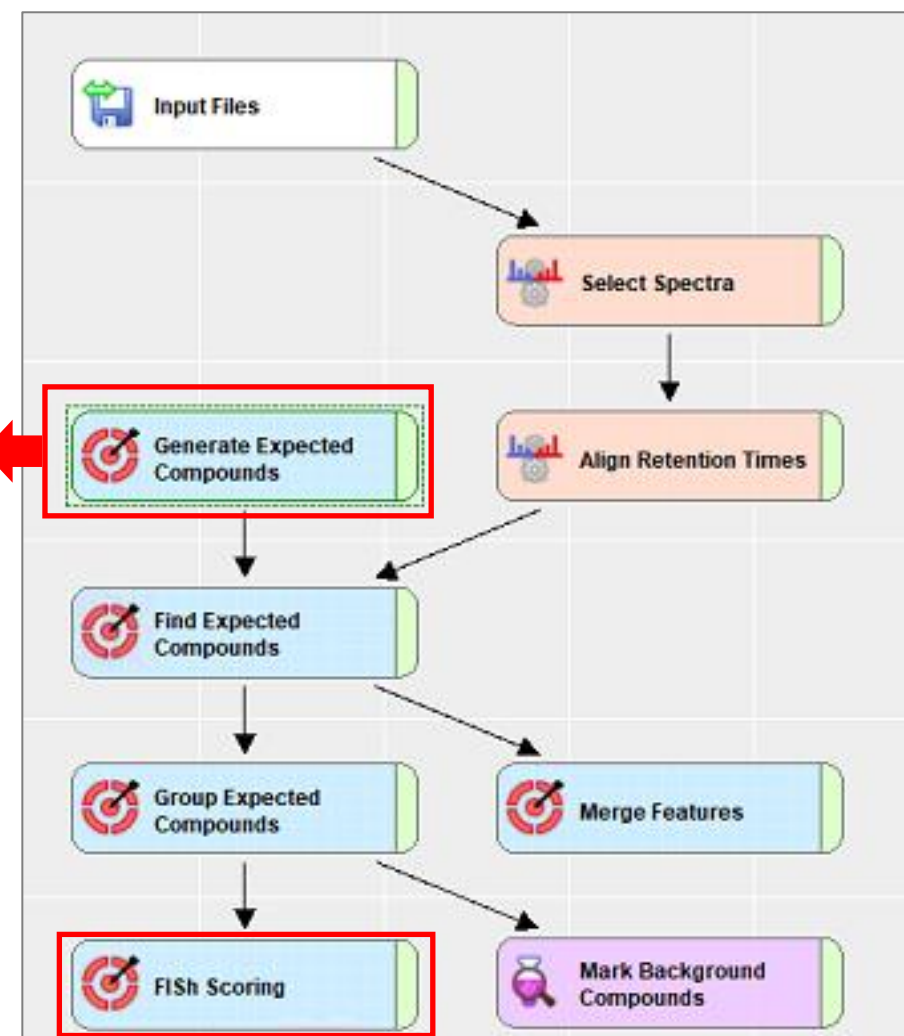 Input Files
Select Spectra
Generate Expected
Compounds
Align Retention Times
Find Expected
Compounds
Group Expected
Compounds
Merge Features
FISh Scoring
Mark Background
Compounds